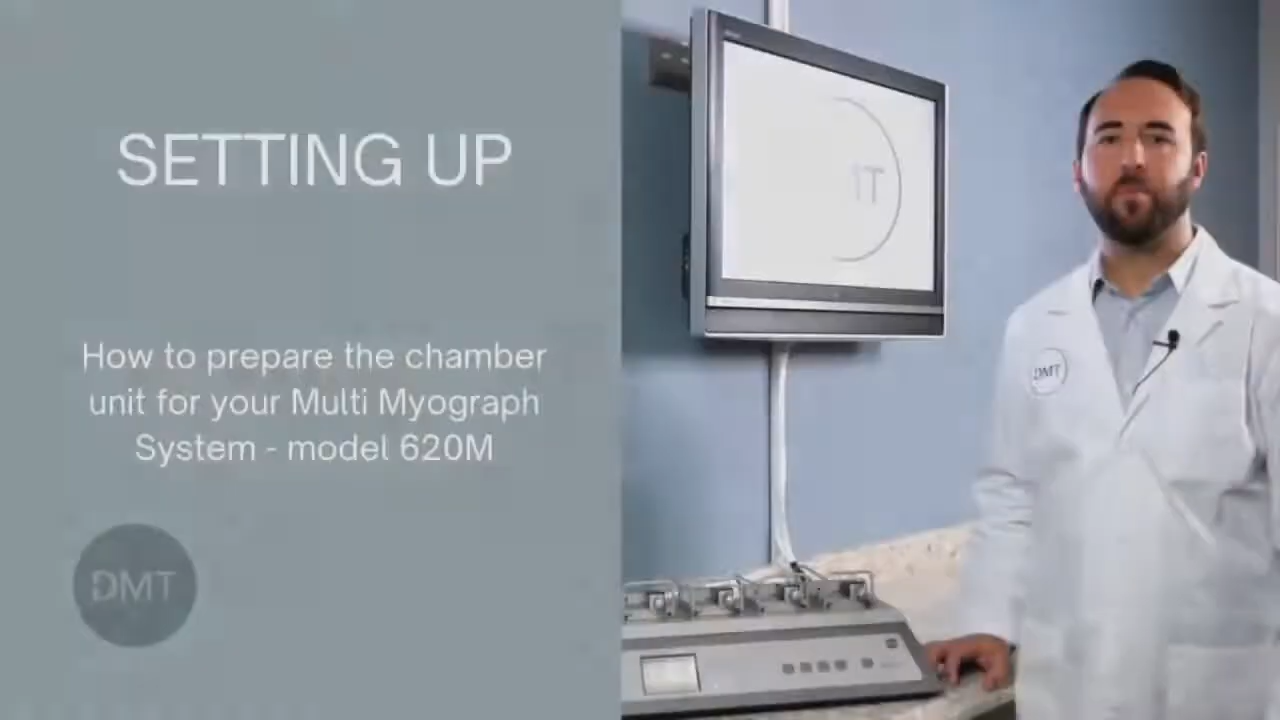 SETTING UP
How to prepare the chamber
unit for your Multi Myograph
System - model 620M
DMT
DMT